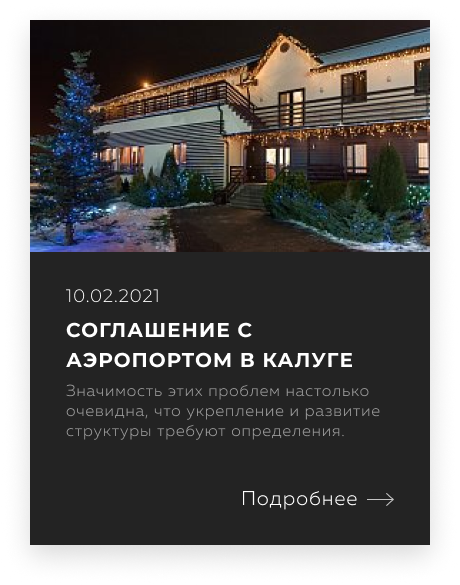 10.02.2021
СОГЛАШЕНИЕ С
АЭРОПОРТОМ В КАЛУГЕ
Значимость этих проблем настолько
очевидна, что укрепление и развитие
структуры требуют определения.
Подробнее